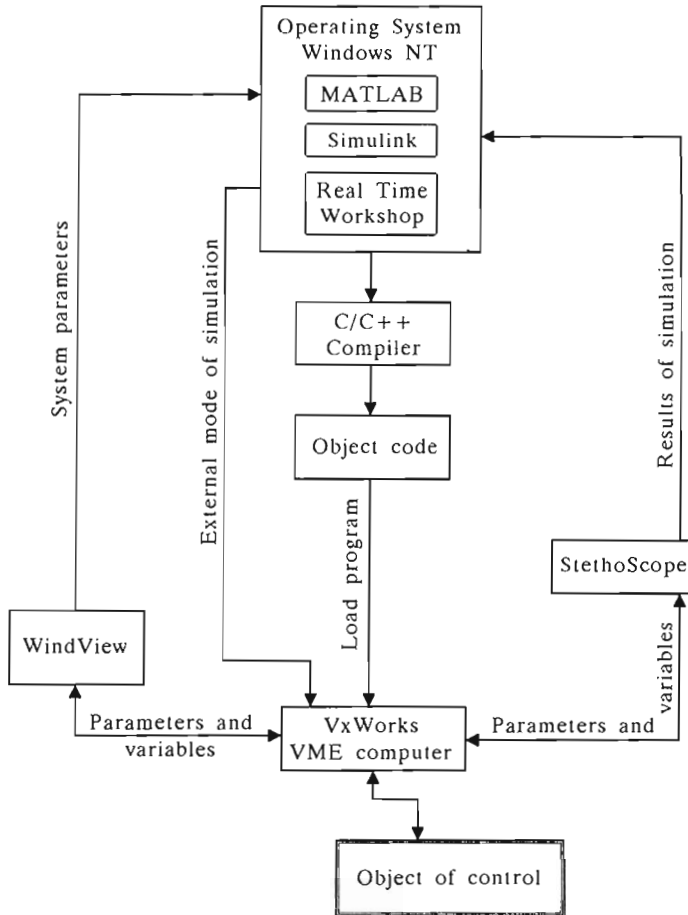 Operating System
Windows NT
MATLAB
Simulink
Real Time
Workshop
System parameters
External mode of simulation
Results of simulation
C/C++
Compiler
Object code
Load program
StethoScope
WindView
Parameters and
variables
VxWorks
VME computer
Parameters and
variables
Object of control